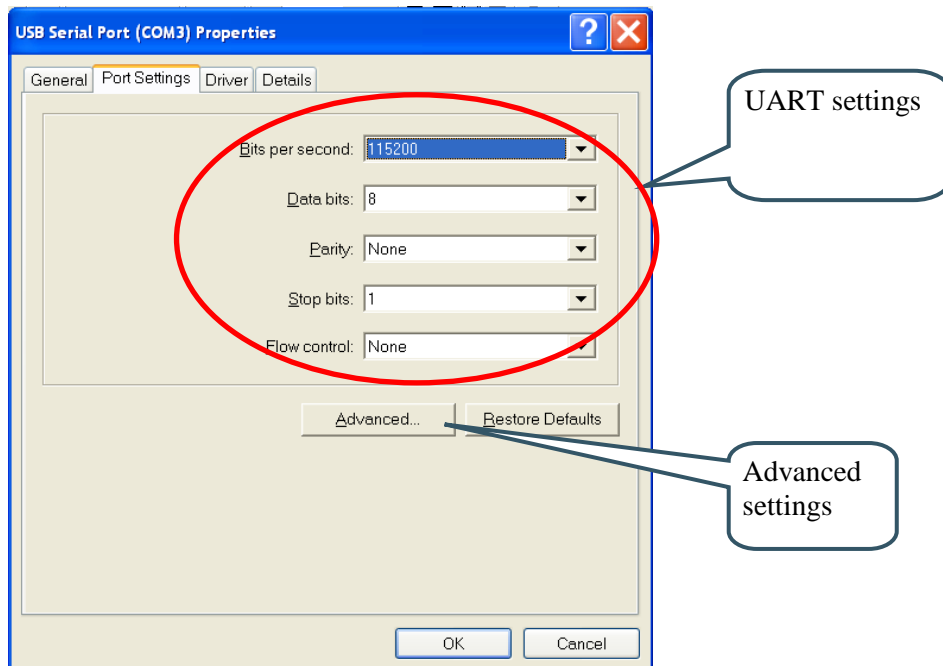 USB Serial Port (COM3) Properties
?
X
General Port Settings Driver Details
Bits per second: 115200
Data bits: 8
Parity: None
Stop bits: 1
Flow control: None
Advanced... Restore Defaults
OK Cancel
UART settings
Advanced
settings